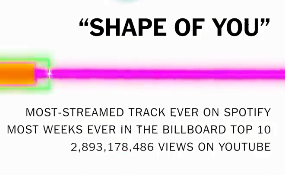 “SHAPE OF YOU”
MOST-STREAMED TRACK EVER ON SPOTIFY
MOST WEEKS EVER IN THE BILLBOARD TOP 10
2,893,178,486 VIEWS ON YOUTUBE